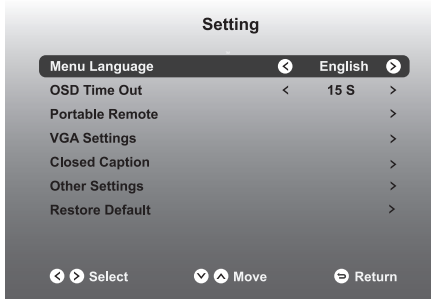 Setting
Menu Language < English >
OSD Time Out < 15 S >
Portable Remote >
VGA Settings >
Closed Caption >
Other Settings >
Restore Default >
Select Move Return